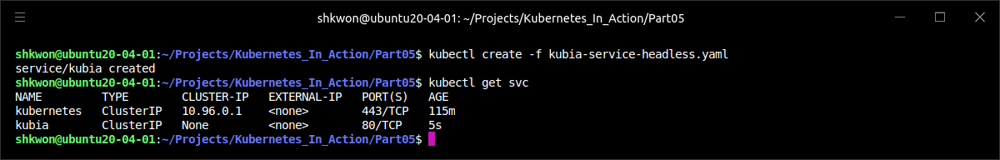 shkwon@ubuntu20-04-01: ~/Projects/Kubernetes_In_Action/Part05
shkwon@ubuntu20-04-01:~/Projects/Kubernetes_In_Action/Part05$ kubectl create -f kubia-service-headless.yaml
service/kubia created
shkwon@ubuntu20-04-01:~/Projects/Kubernetes_In_Action/Part05$ kubectl get svc
NAME         TYPE        CLUSTER-IP   EXTERNAL-IP   PORT(S)   AGE
kubernetes   ClusterIP   10.96.0.1    <none>        443/TCP   115m
kubia        ClusterIP   None         <none>        80/TCP    5s
shkwon@ubuntu20-04-01:~/Projects/Kubernetes_In_Action/Part05$